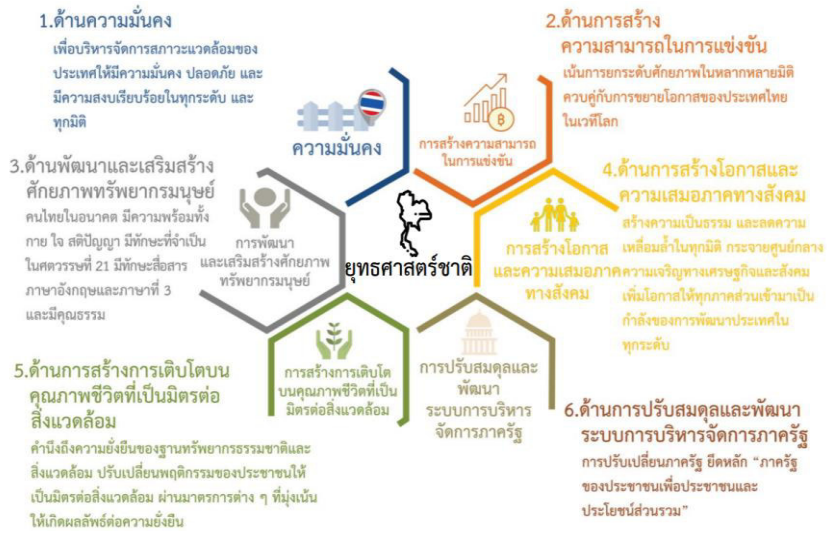 1.ด้านความมั่นคง
เพื่อบริหารจัดการสภาวะแวดล้อมของ
ประเทศให้มีความมั่นคง ปลอดภัย และ
มีความสงบเรียบร้อยในทุกระดับ และ
ทุกมิติ
ความมั่นคง
2.ด้านการสร้าง
ความสามารถในการแข่งขัน
เน้นการยกระดับศักยภาพในหลากหลายมิติ
ควบคู่กับการขยายโอกาสของประเทศไทย
ในเวทีโลก
การสร้างความสามารถ
ในการแข่งขัน
3.ด้านพัฒนาและเสริมสร้าง
ศักยภาพทรัพยากรมนุษย์
คนไทยในอนาคต มีความพร้อมทั้ง
กาย ใจ สติปัญญา มีทักษะที่จำเป็น
ในศตวรรษที่ 21 มีทักษะสื่อสาร
ภาษาอังกฤษและภาษาที่ 3
และมีคุณธรรม
การพัฒนา
และเสริมสร้างศักยภาพ
ทรัพยากรมนุษย์
ยุทธศาสตร์ชาติ
4.ด้านการสร้างโอกาสและ
ความเสมอภาคทางสังคม
สร้างความเป็นธรรม และลดความ
เหลื่อมล้ำในทุกมิติ กระจายศูนย์กลาง
ความเจริญทางเศรษฐกิจและสังคม
เพิ่มโอกาสให้ทุกภาคส่วนเข้ามาเป็น
กำลังของการพัฒนาประเทศใน
ทุกระดับ
การสร้างโอกาส
และความเสมอภาค
ทางสังคม
5.ด้านการสร้างการเติบโตบน
คุณภาพชีวิตที่เป็นมิตรต่อ
สิ่งแวดล้อม
คำนึงถึงความยั่งยืนของฐานทรัพยากรธรรมชาติและ
สิ่งแวดล้อม ปรับเปลี่ยนพฤติกรรมของประชาชนให้
เป็นมิตรต่อสิ่งแวดล้อม ผ่านมาตรการต่าง ๆ ที่มุ่งเน้น
ให้เกิดผลลัพธ์ต่อความยั่งยืน
การสร้างการเติบโต
บนคุณภาพชีวิตที่เป็น
มิตรต่อสิ่งแวดล้อม
การปรับสมดุลและ
พัฒนา
ระบบการบริหาร
จัดการภาครัฐ
6.ด้านการปรับสมดุลและพัฒนา
ระบบการบริหารจัดการภาครัฐ
การปรับเปลี่ยนภาครัฐ ยึดหลัก "ภาครัฐ
ของประชาชนเพื่อประชาชนและ
ประโยชน์ส่วนรวม"